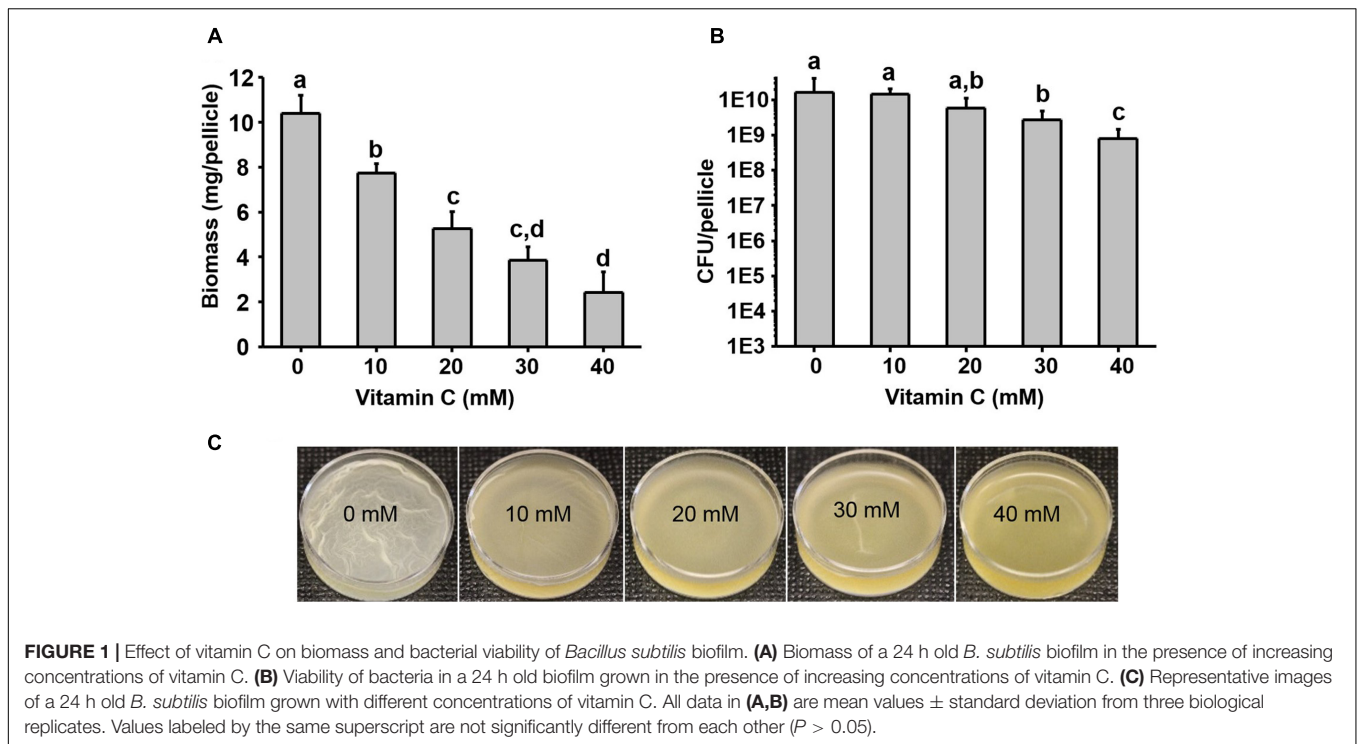 A
12
10
8
6
4
2
0
Biomass (mg/pellicle)
a
b
c
c,d
d
0 10 20 30 40
Vitamin C (mM)
B
1E10
1E9
1E8
1E7
1E6
1E5
1E4
1E3
CFU/pellicle
a
a
a,b
b
c
0 10 20 30 40
Vitamin C (mM)
C
0 mM 10 mM 20 mM 30 mM 40 mM
FIGURE 1 | Effect of vitamin C on biomass and bacterial viability of Bacillus subtilis biofilm. (A) Biomass of a 24 h old B. subtilis biofilm in the presence of increasing
concentrations of vitamin C. (B) Viability of bacteria in a 24 h old biofilm grown in the presence of increasing concentrations of vitamin C. (C) Representative images
of a 24 h old B. subtilis biofilm grown with different concentrations of vitamin C. All data in (A,B) are mean values ± standard deviation from three biological
replicates. Values labeled by the same superscript are not significantly different from each other (P > 0.05).